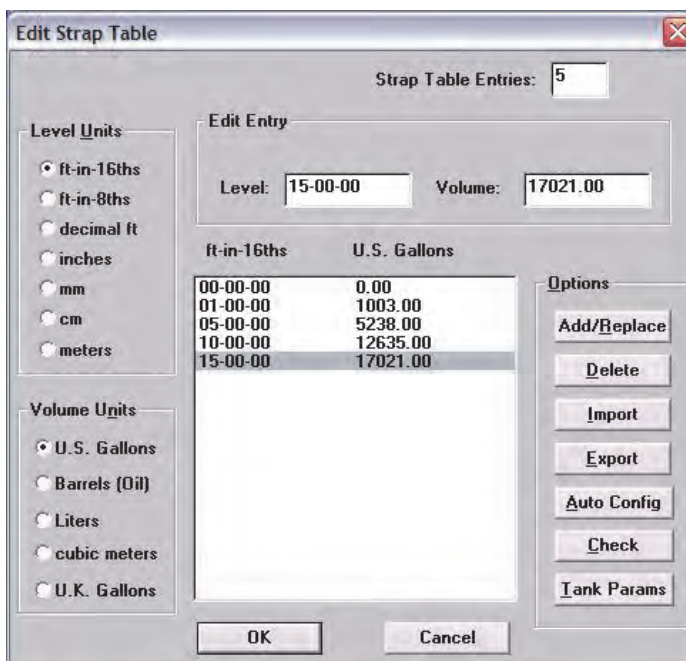 Edit Strap Table
Strap Table Entries: 5
Level Units
ft-in-16ths
ft-in-8ths
decimal ft
inches
mm
cm
meters
Edit Entry
Level: 15-00-00 Volume: 17021.00
ft-in-16ths U.S. Gallons
00-00-00 0.00
01-00-00 1003.00
05-00-00 5238.00
10-00-00 12635.00
15-00-00 17021.00
Options
Add/Replace
Delete
Import
Export
Auto Config
Check
Tank Params
Volume Units
U.S. Gallons
Barrels (Oil)
Liters
cubic meters
U.K. Gallons
OK Cancel